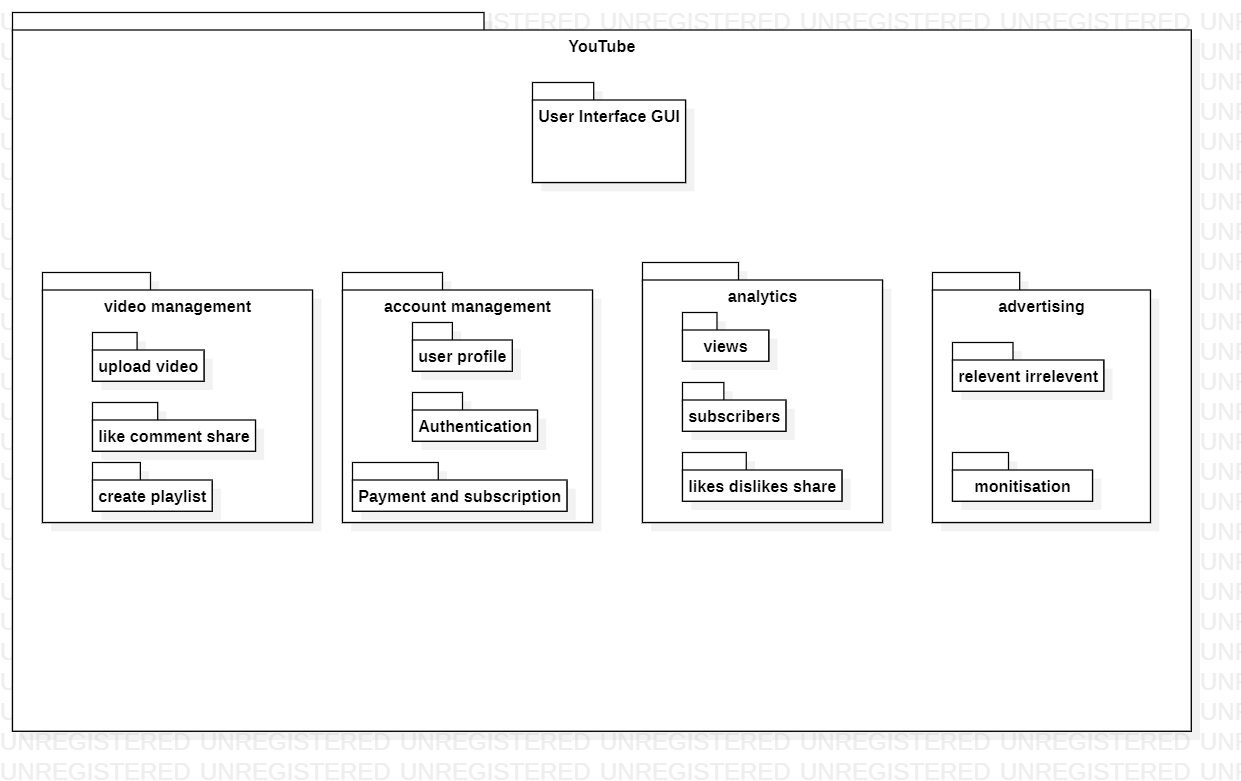 UNREGISTERED UNREGISTERED UNREGISTERED UNREGISTERED
YouTube
User Interface GUI
video management
upload video
like comment share
create playlist
account management
user profile
Authentication
Payment and subscription
analytics
views
subscribers
likes dislikes share
advertising
relevent irrelevent
monitisation
UNREGISTERED UNREGISTERED UNREGISTERED UNREGISTERED UNREGISTERED UNREGISTERED
UNREGISTERED UNREGISTERED UNREGISTERED UNREGISTERED UNREGISTERED UNREGISTERED